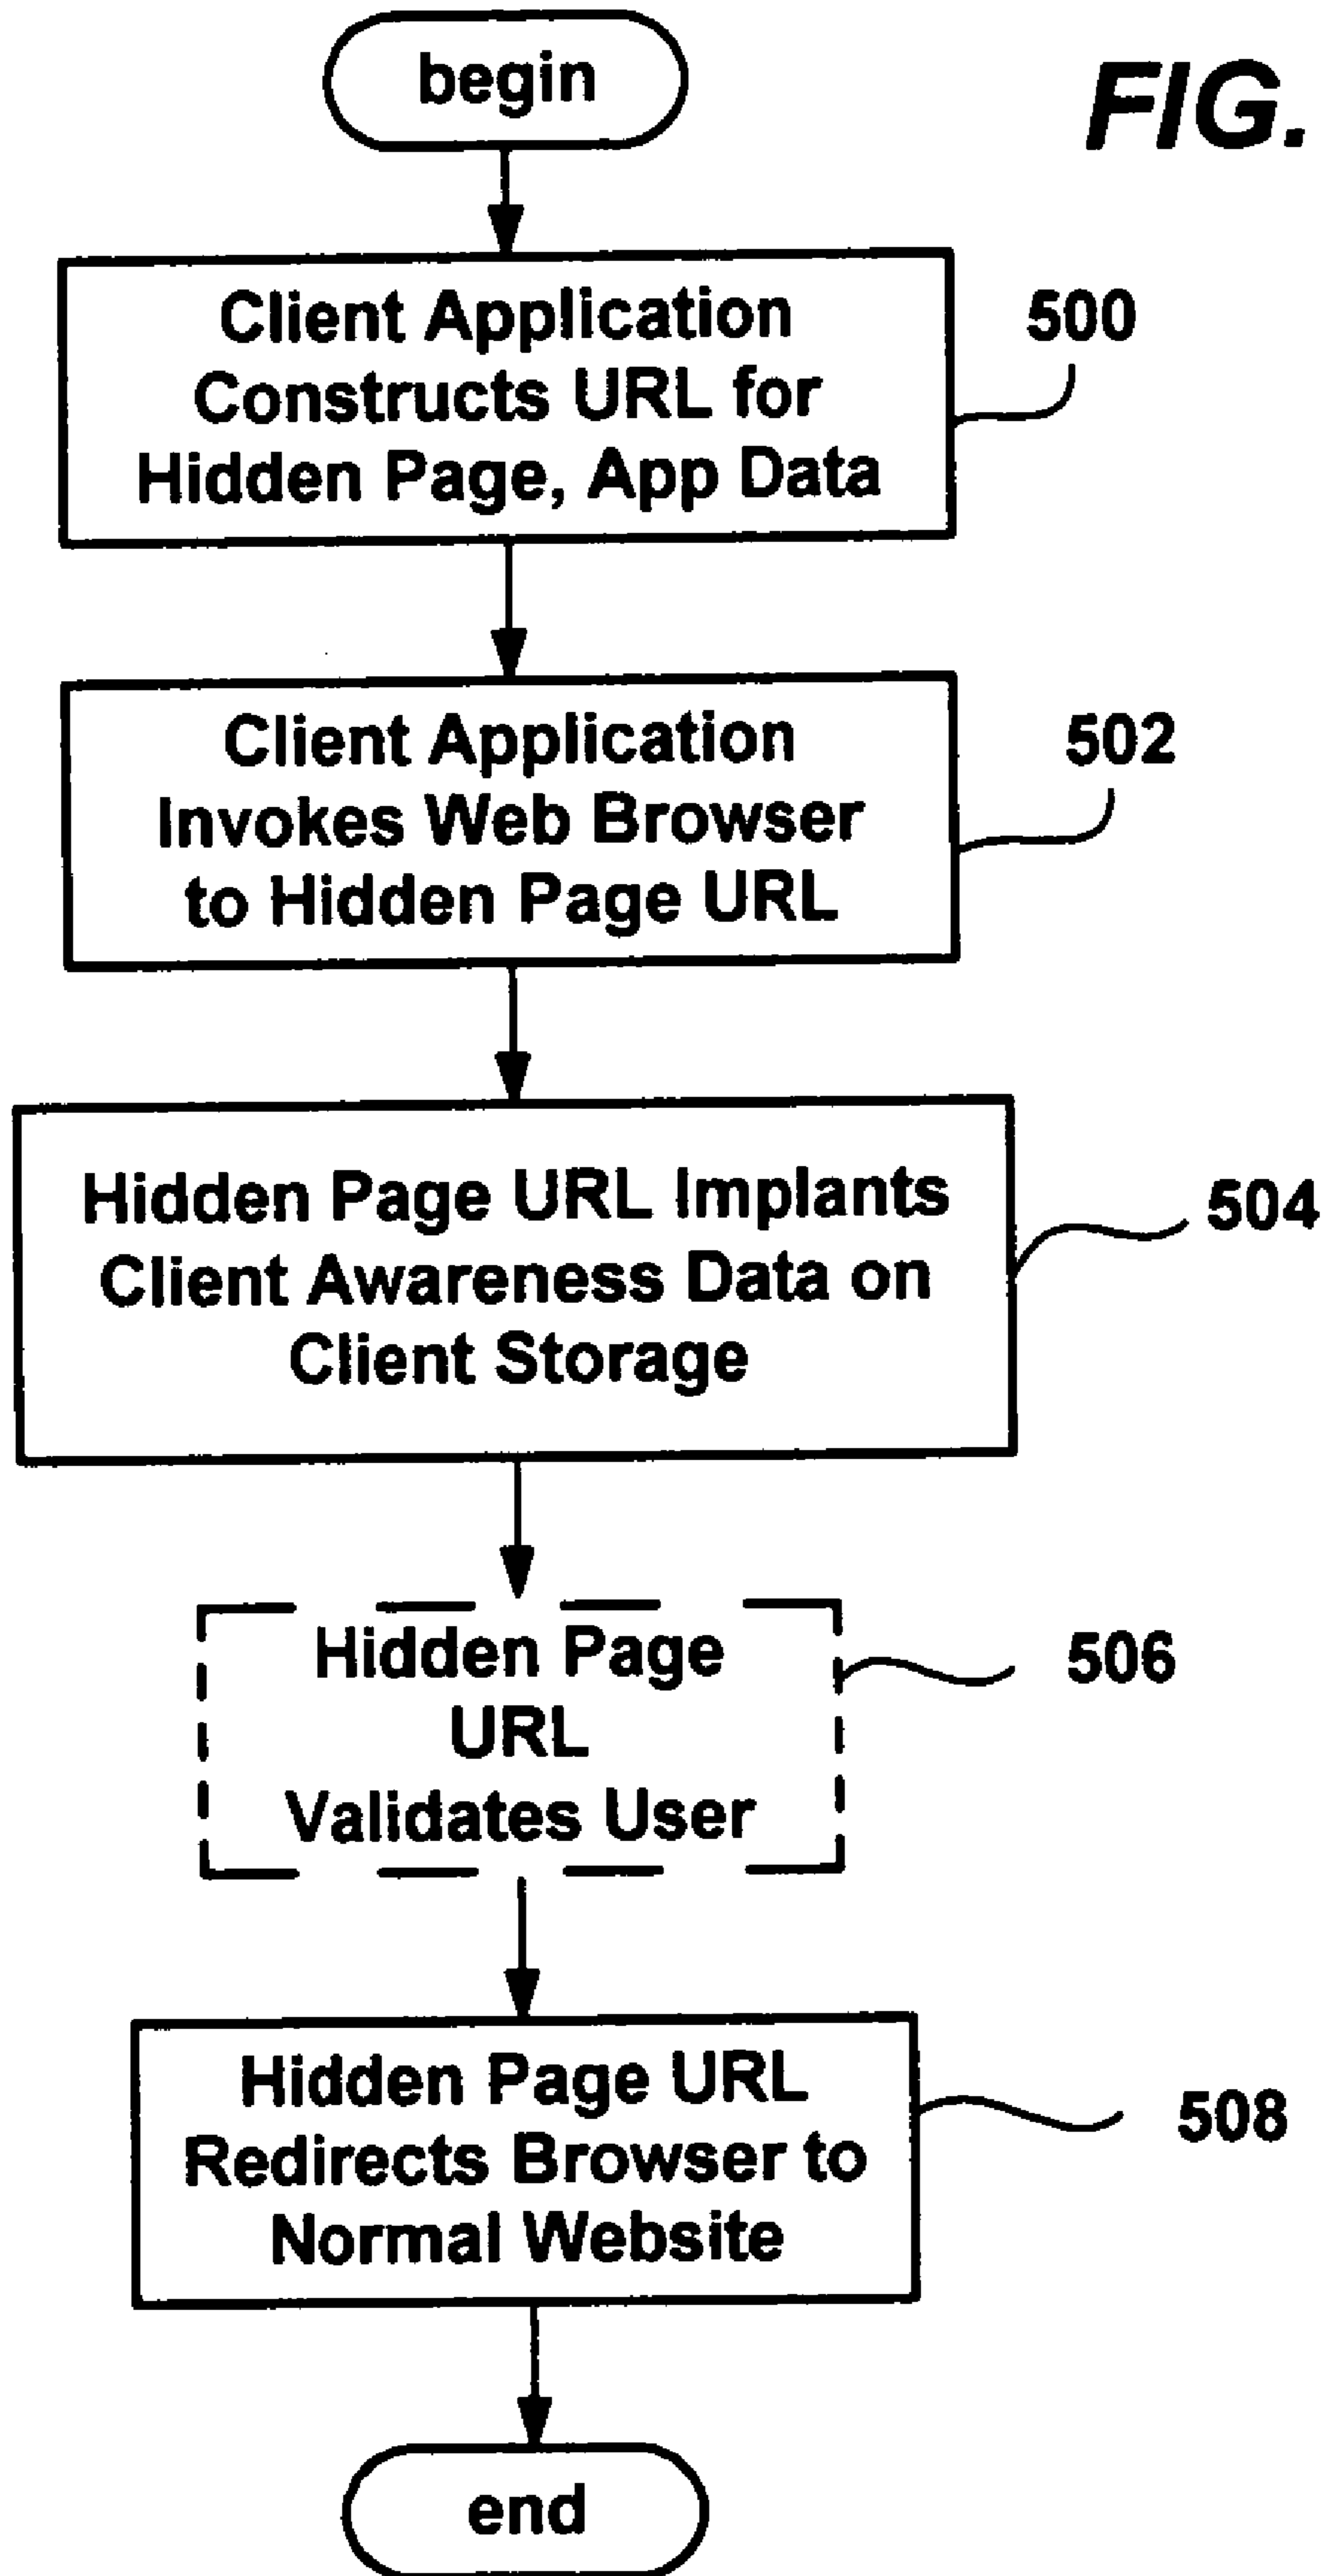 begin
FIG.
Client Application
Constructs URL for
Hidden Page, App Data
500
Client Application
Invokes Web Browser
to Hidden Page URL
502
Hidden Page URL Implants
Client Awareness Data on
Client Storage
504
Hidden Page
URL
Validates User
506
Hidden Page URL
Redirects Browser to
Normal Website
508
end